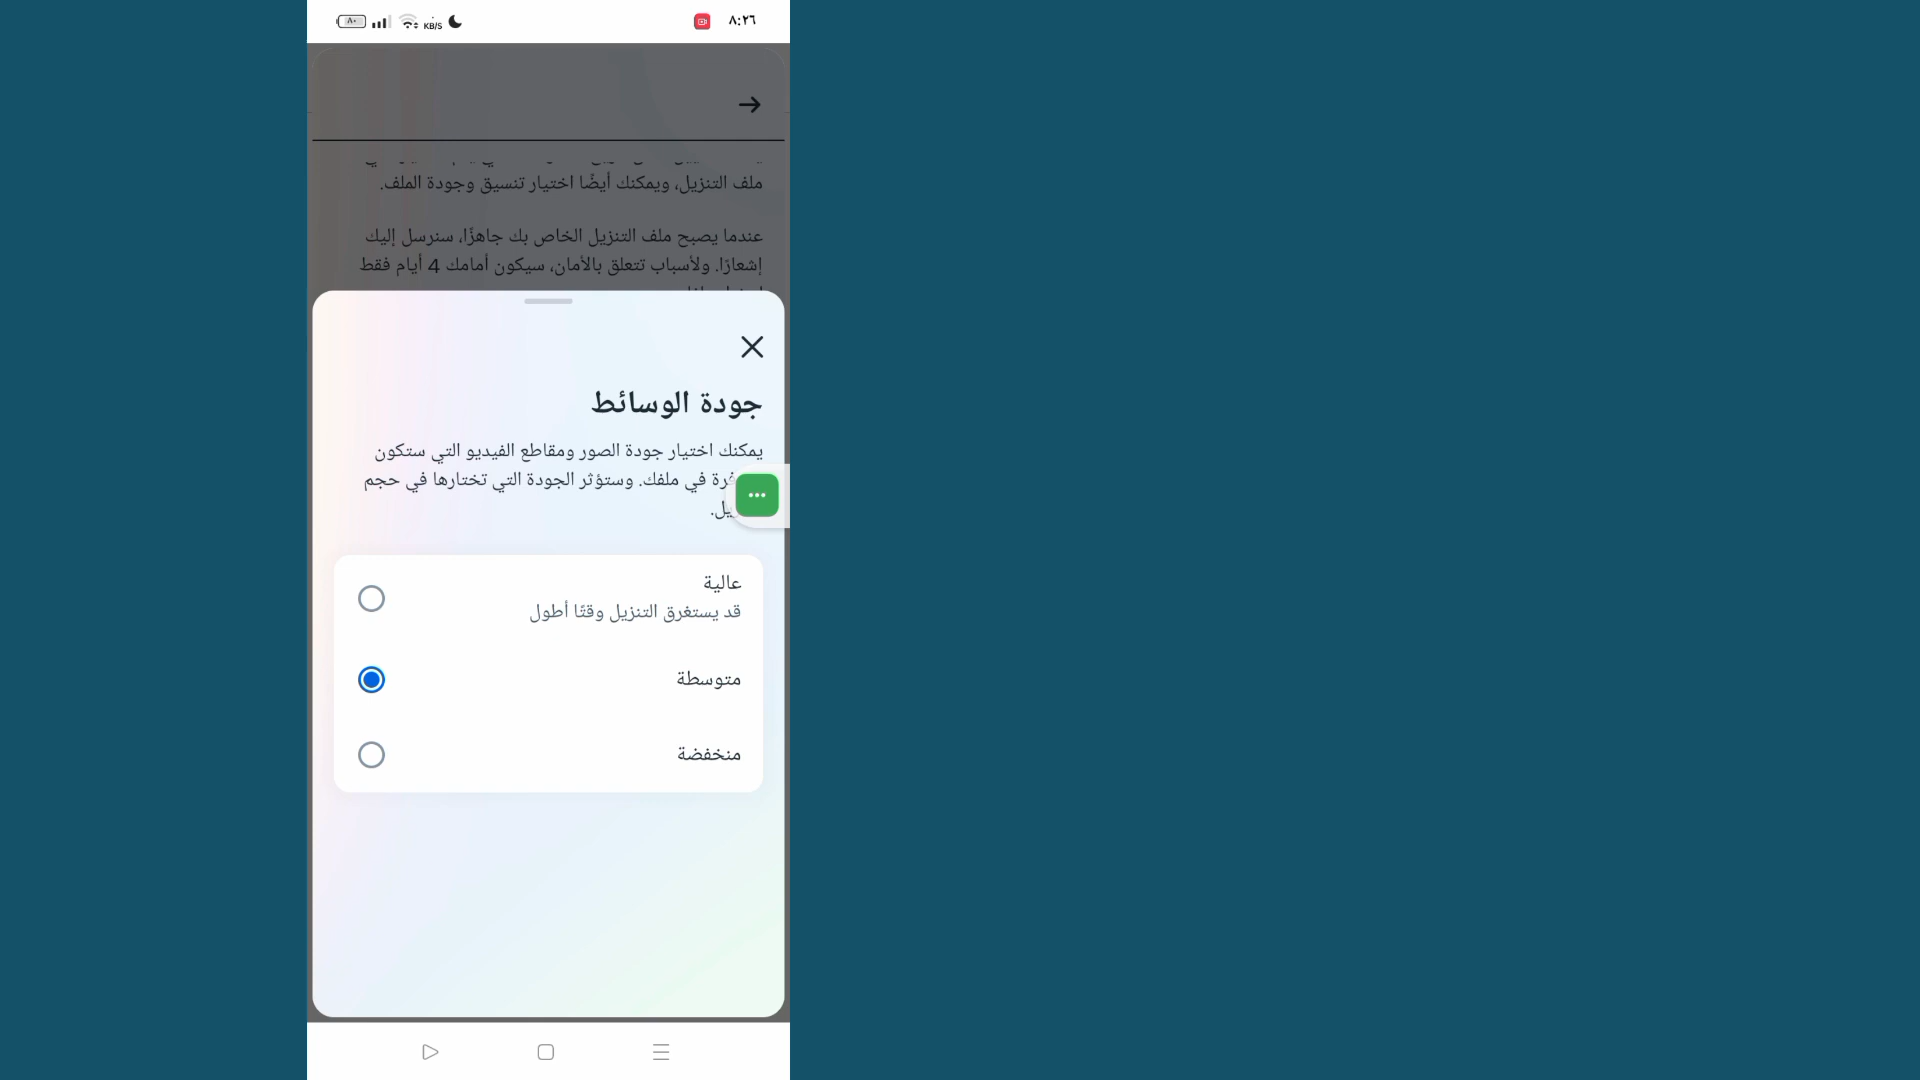 ٨:٢٦
KB/S
٨٠
ملف التنزيل، ويمكنك أيضًا اختيار تنسيق وجودة الملف.
عندما يصبح ملف التنزيل الخاص بك جاهزًا، سنرسل إليك
إشعارًا. ولأسباب تتعلق بالأمان، سيكون أمامك 4 أيام فقط
جودة الوسائط
يمكنك اختيار جودة الصور ومقاطع الفيديو التي ستكون
في ملفك. وستؤثر الجودة التي تختارها في حجم
عالية
قد يستغرق التنزيل وقتًا أطول
متوسطة
منخفضة